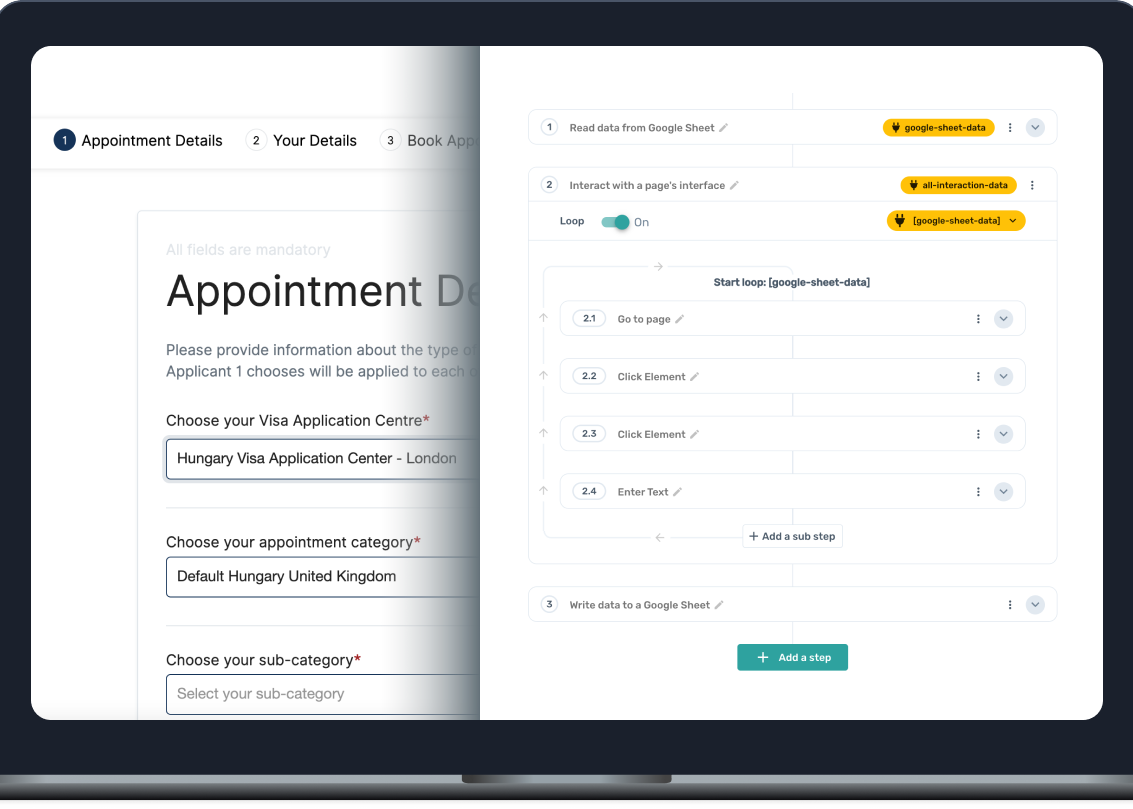 1 Appointment Details 2 Your Details 3 Book App
All fields are mandatory
Appointment De
Please provide information about the type of
Applicant 1 chooses will be applied to each
Choose your Visa Application Centre*
Hungary Visa Application Center - London
Choose your appointment category*
Default Hungary United Kingdom
Choose your sub-category*
Select your sub-category
1 Read data from Google Sheet google-sheet-data
2 Interact with a page's interface all-interaction-data
Loop On [google-sheet-data]
Start loop: [google-sheet-data]
2.1 Go to page
2.2 Click Element
2.3 Click Element
2.4 Enter Text
+ Add a sub step
3 Write data to a Google Sheet
+ Add a step